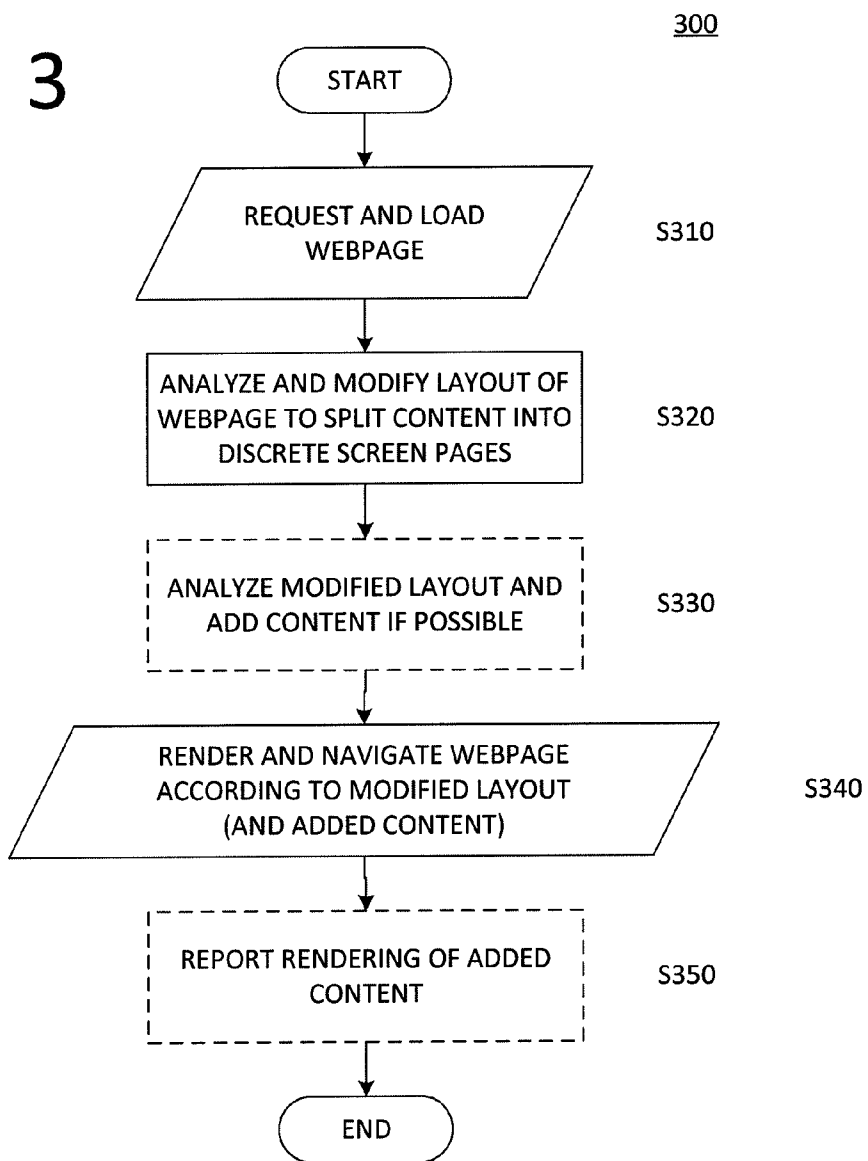 300
3
START
REQUEST AND LOAD
WEBPAGE
S310
ANALYZE AND MODIFY LAYOUT OF
WEBPAGE TO SPLIT CONTENT INTO
DISCRETE SCREEN PAGES
S320
ANALYZE MODIFIED LAYOUT AND
ADD CONTENT IF POSSIBLE
S330
RENDER AND NAVIGATE WEBPAGE
ACCORDING TO MODIFIED LAYOUT
(AND ADDED CONTENT)
S340
REPORT RENDERING OF ADDED
CONTENT
S350
END